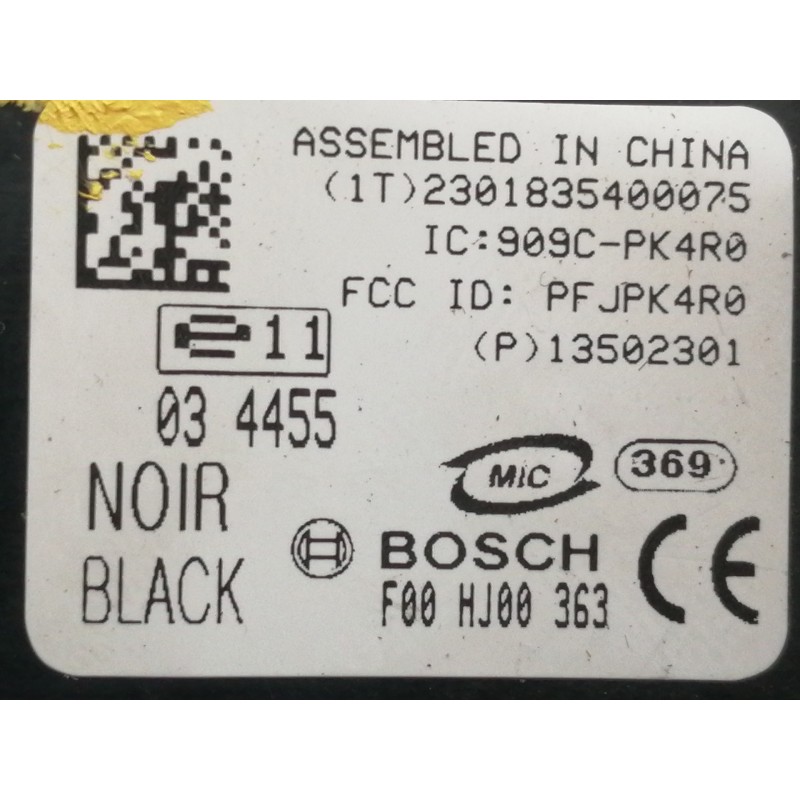 ASSEMBLED IN CHINA
(1T)2301835400075
IC:909C-PK4R0
FCC ID: PFJPK4R0
11
(P)13502301
03 4455
MIC
369
NOIR
BOSCH
CE
BLACK
F00 HJ00 363